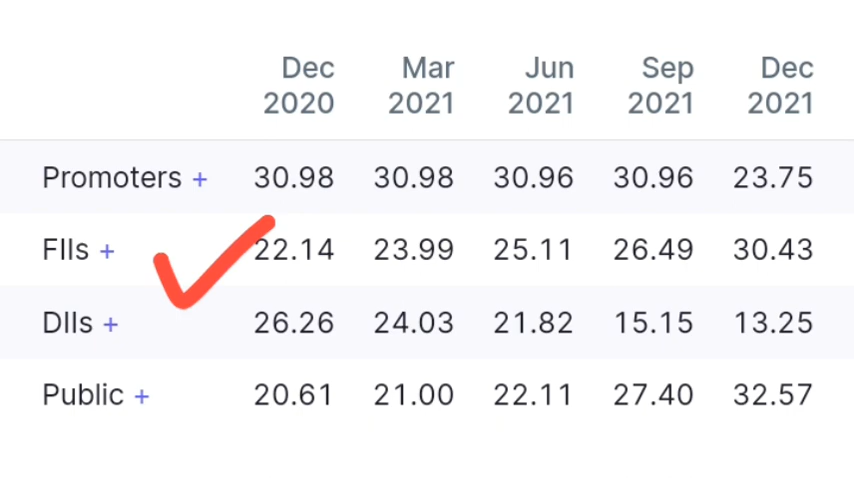 Dec Mar Jun Sep Dec
2020 2021 2021 2021 2021
Promoters + 30.98 30.98 30.96 30.96 23.75
FIIs + 22.14 23.99 25.11 26.49 30.43
DIIs + 26.26 24.03 21.82 15.15 13.25
Public + 20.61 21.00 22.11 27.40 32.57